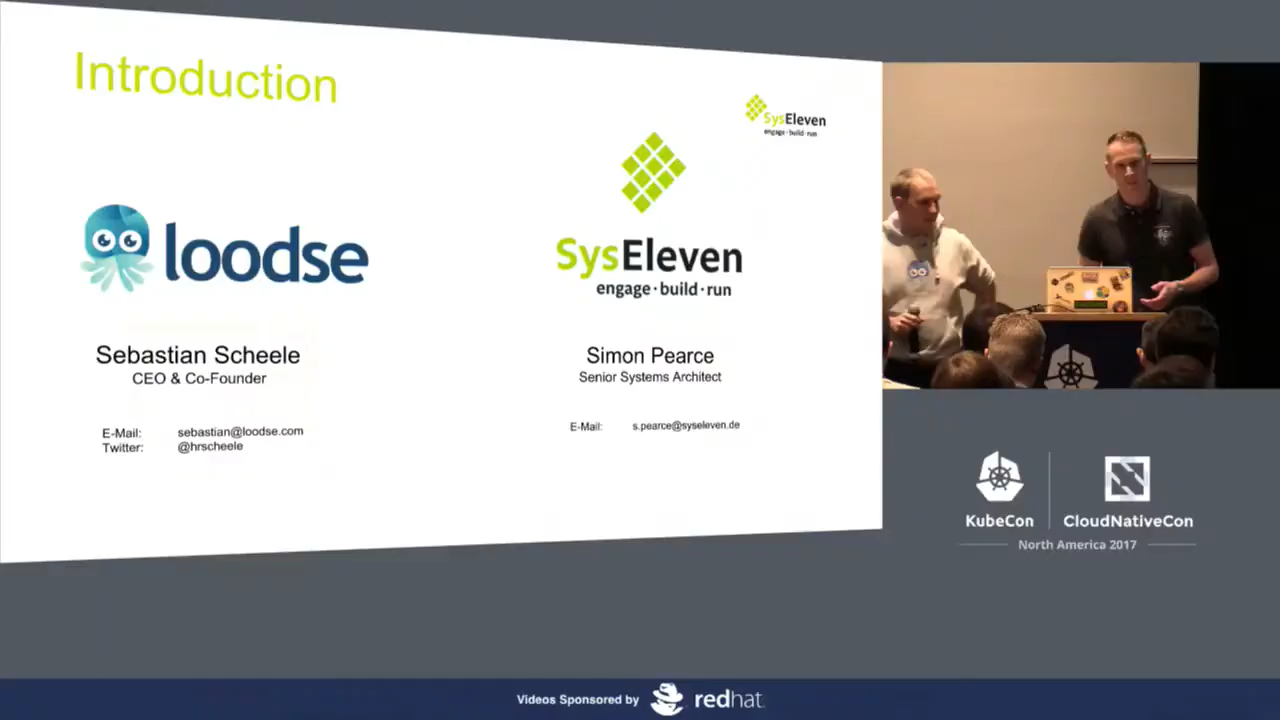 Introduction
SysEleven
engage·build·run
loodse
SysEleven
engage·build·run
Sebastian Scheele
CEO & Co-Founder
E-Mail: sebastian@loodse.com
Twitter: @hrscheele
Simon Pearce
Senior Systems Architect
E-Mail: s.pearce@syseleven.de
KubeCon
CloudNativeCon
North America 2017
Videos Sponsored by
redhat.